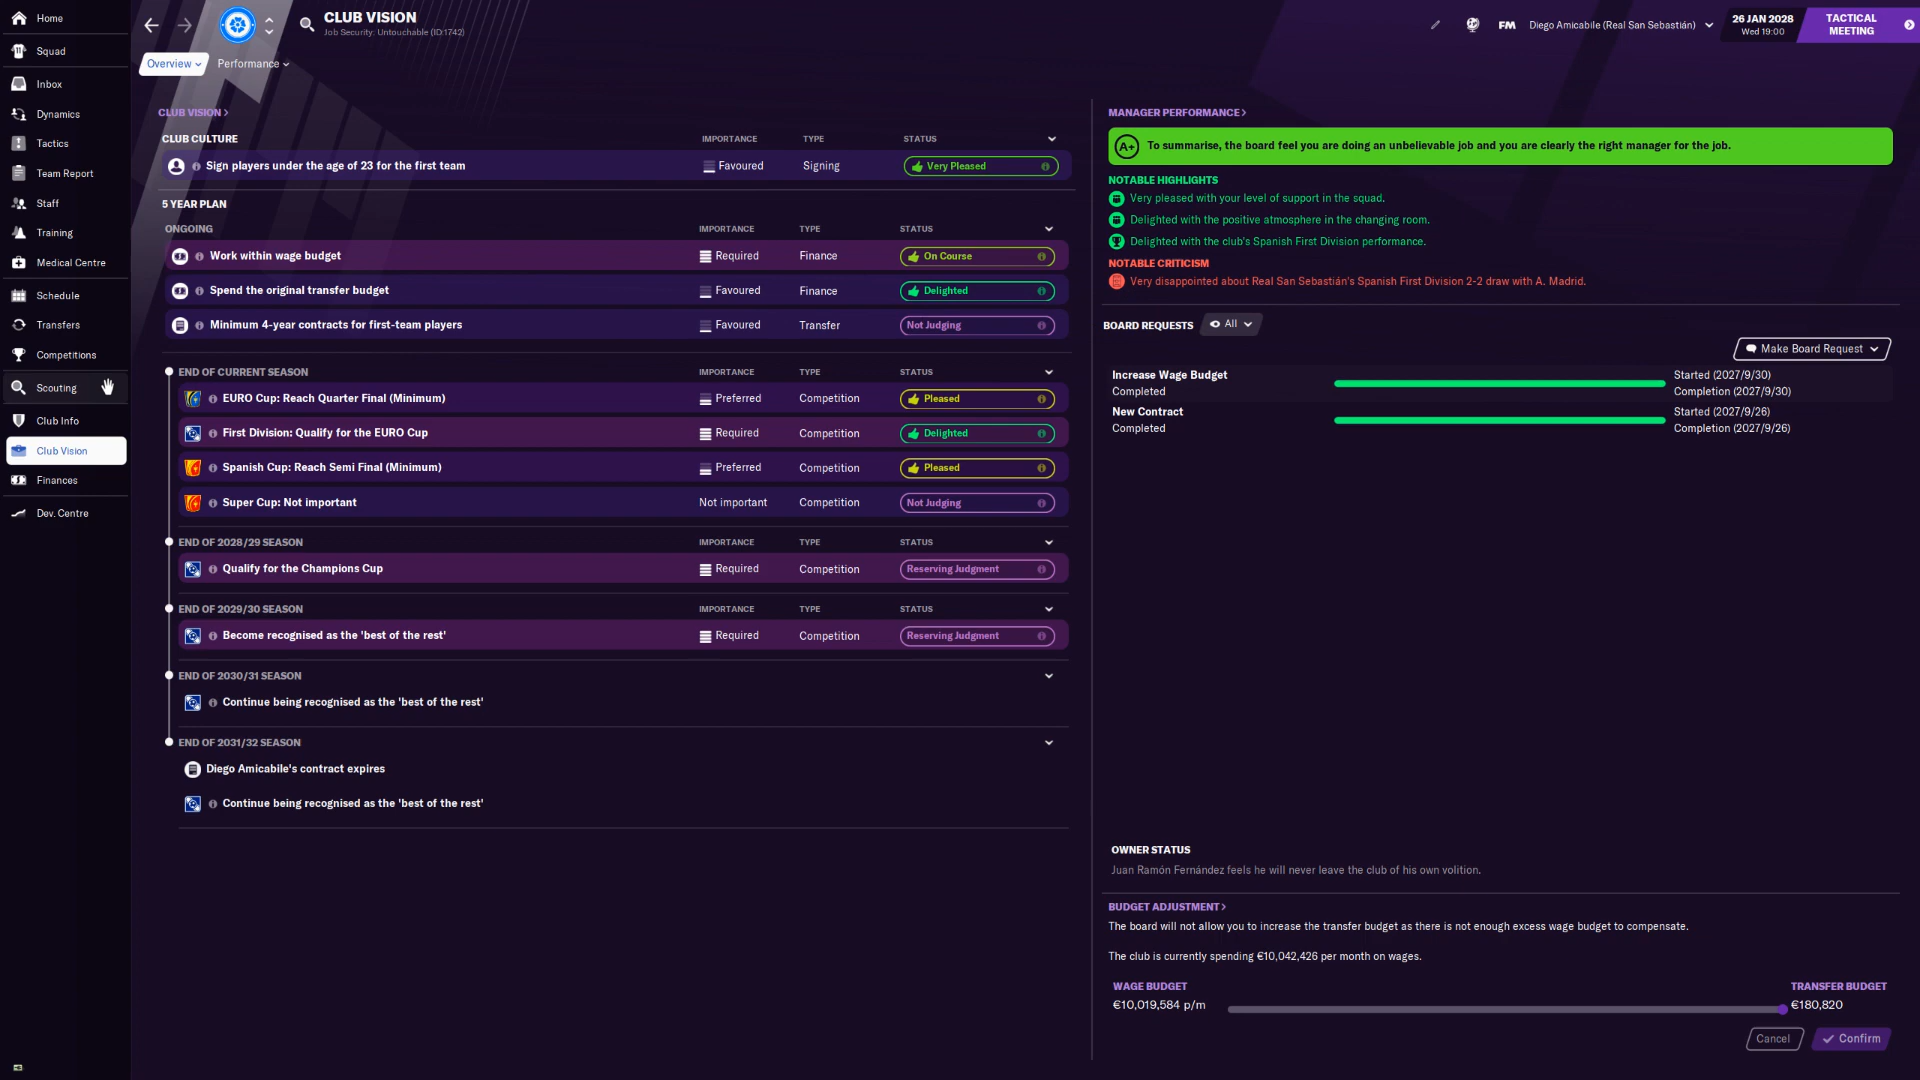 Home
Squad
Inbox
Dynamics
Tactics
Team Report
Staff
Training
Medical Centre
Schedule
Transfers
Competitions
Scouting
Club Info
Club Vision
Finances
Dev. Centre
CLUB VISION
Job Security: Untouchable (ID:1742)
FM
Diego Amicabile (Real San Sebastián)
26 JAN 2028
Wed 19:00
TACTICAL MEETING
Overview
Performance
CLUB VISION >
CLUB CULTURE IMPORTANCE TYPE STATUS
Sign players under the age of 23 for the first team Favoured Signing Very Pleased
5 YEAR PLAN
ONGOING IMPORTANCE TYPE STATUS
Work within wage budget Required Finance On Course
Spend the original transfer budget Favoured Finance Delighted
Minimum 4-year contracts for first-team players Favoured Transfer Not Judging
END OF CURRENT SEASON IMPORTANCE TYPE STATUS
EURO Cup: Reach Quarter Final (Minimum) Preferred Competition Pleased
First Division: Qualify for the EURO Cup Required Competition Delighted
Spanish Cup: Reach Semi Final (Minimum) Preferred Competition Pleased
Super Cup: Not important Not important Competition Not Judging
END OF 2028/29 SEASON IMPORTANCE TYPE STATUS
Qualify for the Champions Cup Required Competition Reserving Judgment
END OF 2029/30 SEASON IMPORTANCE TYPE STATUS
Become recognised as the 'best of the rest' Required Competition Reserving Judgment
END OF 2030/31 SEASON
Continue being recognised as the 'best of the rest'
END OF 2031/32 SEASON
Diego Amicabile's contract expires
Continue being recognised as the 'best of the rest'
MANAGER PERFORMANCE >
A+ To summarise, the board feel you are doing an unbelievable job and you are clearly the right manager for the job.
NOTABLE HIGHLIGHTS
Very pleased with your level of support in the squad.
Delighted with the positive atmosphere in the changing room.
Delighted with the club's Spanish First Division performance.
NOTABLE CRITICISM
Very disappointed about Real San Sebastián's Spanish First Division 2-2 draw with A. Madrid.
BOARD REQUESTS All
Make Board Request
Increase Wage Budget Started (2027/9/30)
Completed Completion (2027/9/30)
New Contract Started (2027/9/26)
Completed Completion (2027/9/26)
OWNER STATUS
Juan Ramón Fernández feels he will never leave the club of his own volition.
BUDGET ADJUSTMENT >
The board will not allow you to increase the transfer budget as there is not enough excess wage budget to compensate.
The club is currently spending €10,042,426 per month on wages.
WAGE BUDGET TRANSFER BUDGET
€10,019,584 p/m €180,820
Cancel Confirm